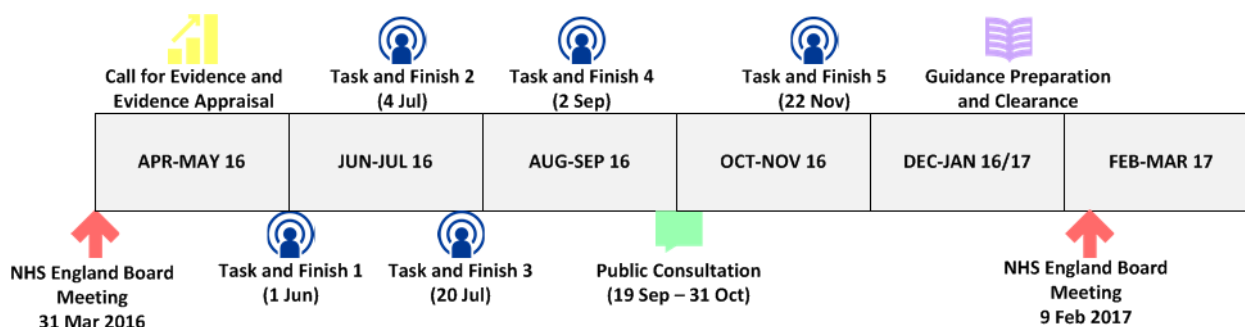 Call for Evidence and
Evidence Appraisal
Task and Finish 2
(4 Jul)
Task and Finish 4
(2 Sep)
Task and Finish 5
(22 Nov)
Guidance Preparation
and Clearance
APR-MAY 16
JUN-JUL 16
AUG-SEP 16
OCT-NOV 16
DEC-JAN 16/17
FEB-MAR 17
NHS England Board
Meeting
31 Mar 2016
Task and Finish 1
(1 Jun)
Task and Finish 3
(20 Jul)
Public Consultation
(19 Sep – 31 Oct)
NHS England Board
Meeting
9 Feb 2017